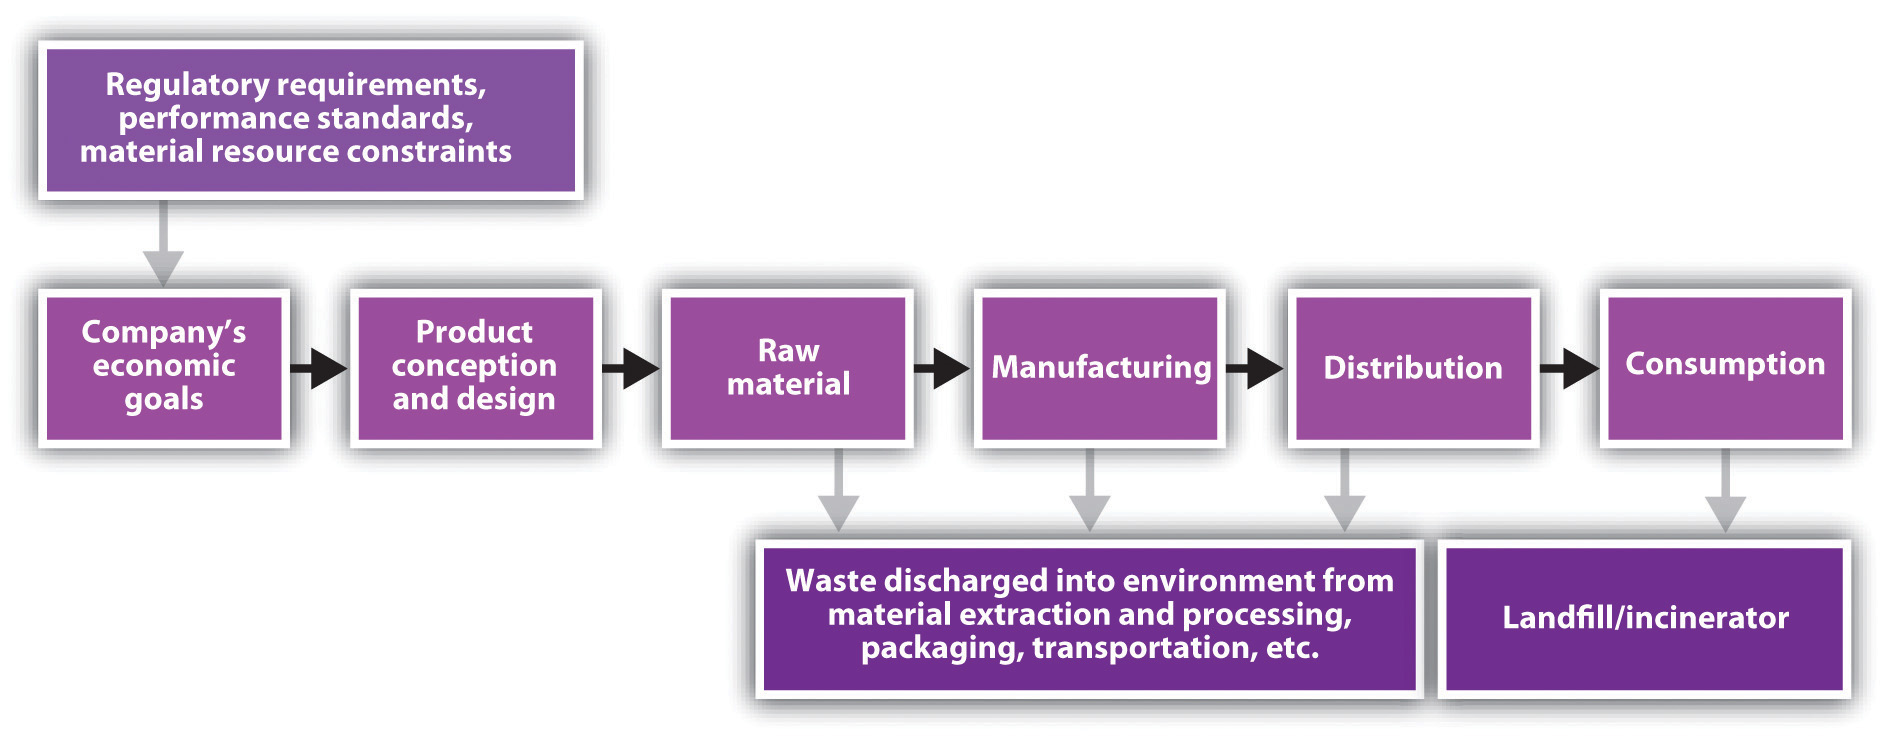 Regulatory requirements,
performance standards,
material resource constraints
Company’s
economic
goals
Product
conception
and design
Raw
material
Manufacturing
Distribution
Consumption
Waste discharged into environment from
material extraction and processing,
packaging, transportation, etc.
Landfill/incinerator